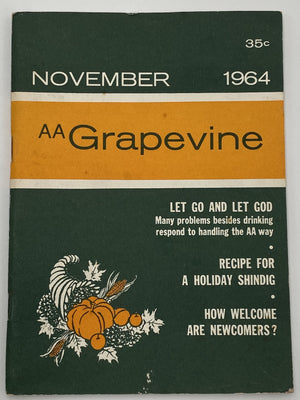 35c
NOVEMBER 1964
AA Grapevine
LET GO AND LET GOD
Many problems besides drinking
respond to handling the AA way
•
RECIPE FOR
A HOLIDAY SHINDIG
•
HOW WELCOME
ARE NEWCOMERS?